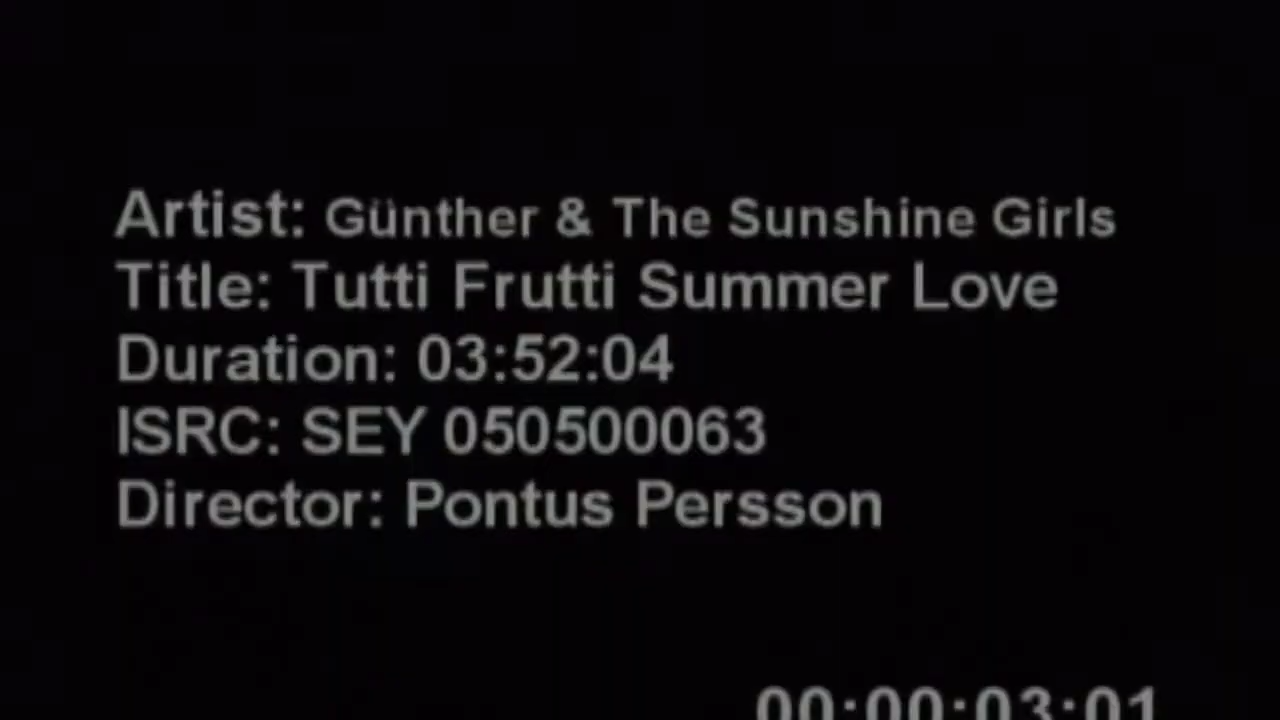 Artist: Günther & The Sunshine Girls
Title: Tutti Frutti Summer Love
Duration: 03:52:04
ISRC: SEY 050500063
Director: Pontus Persson
00:00:03:01